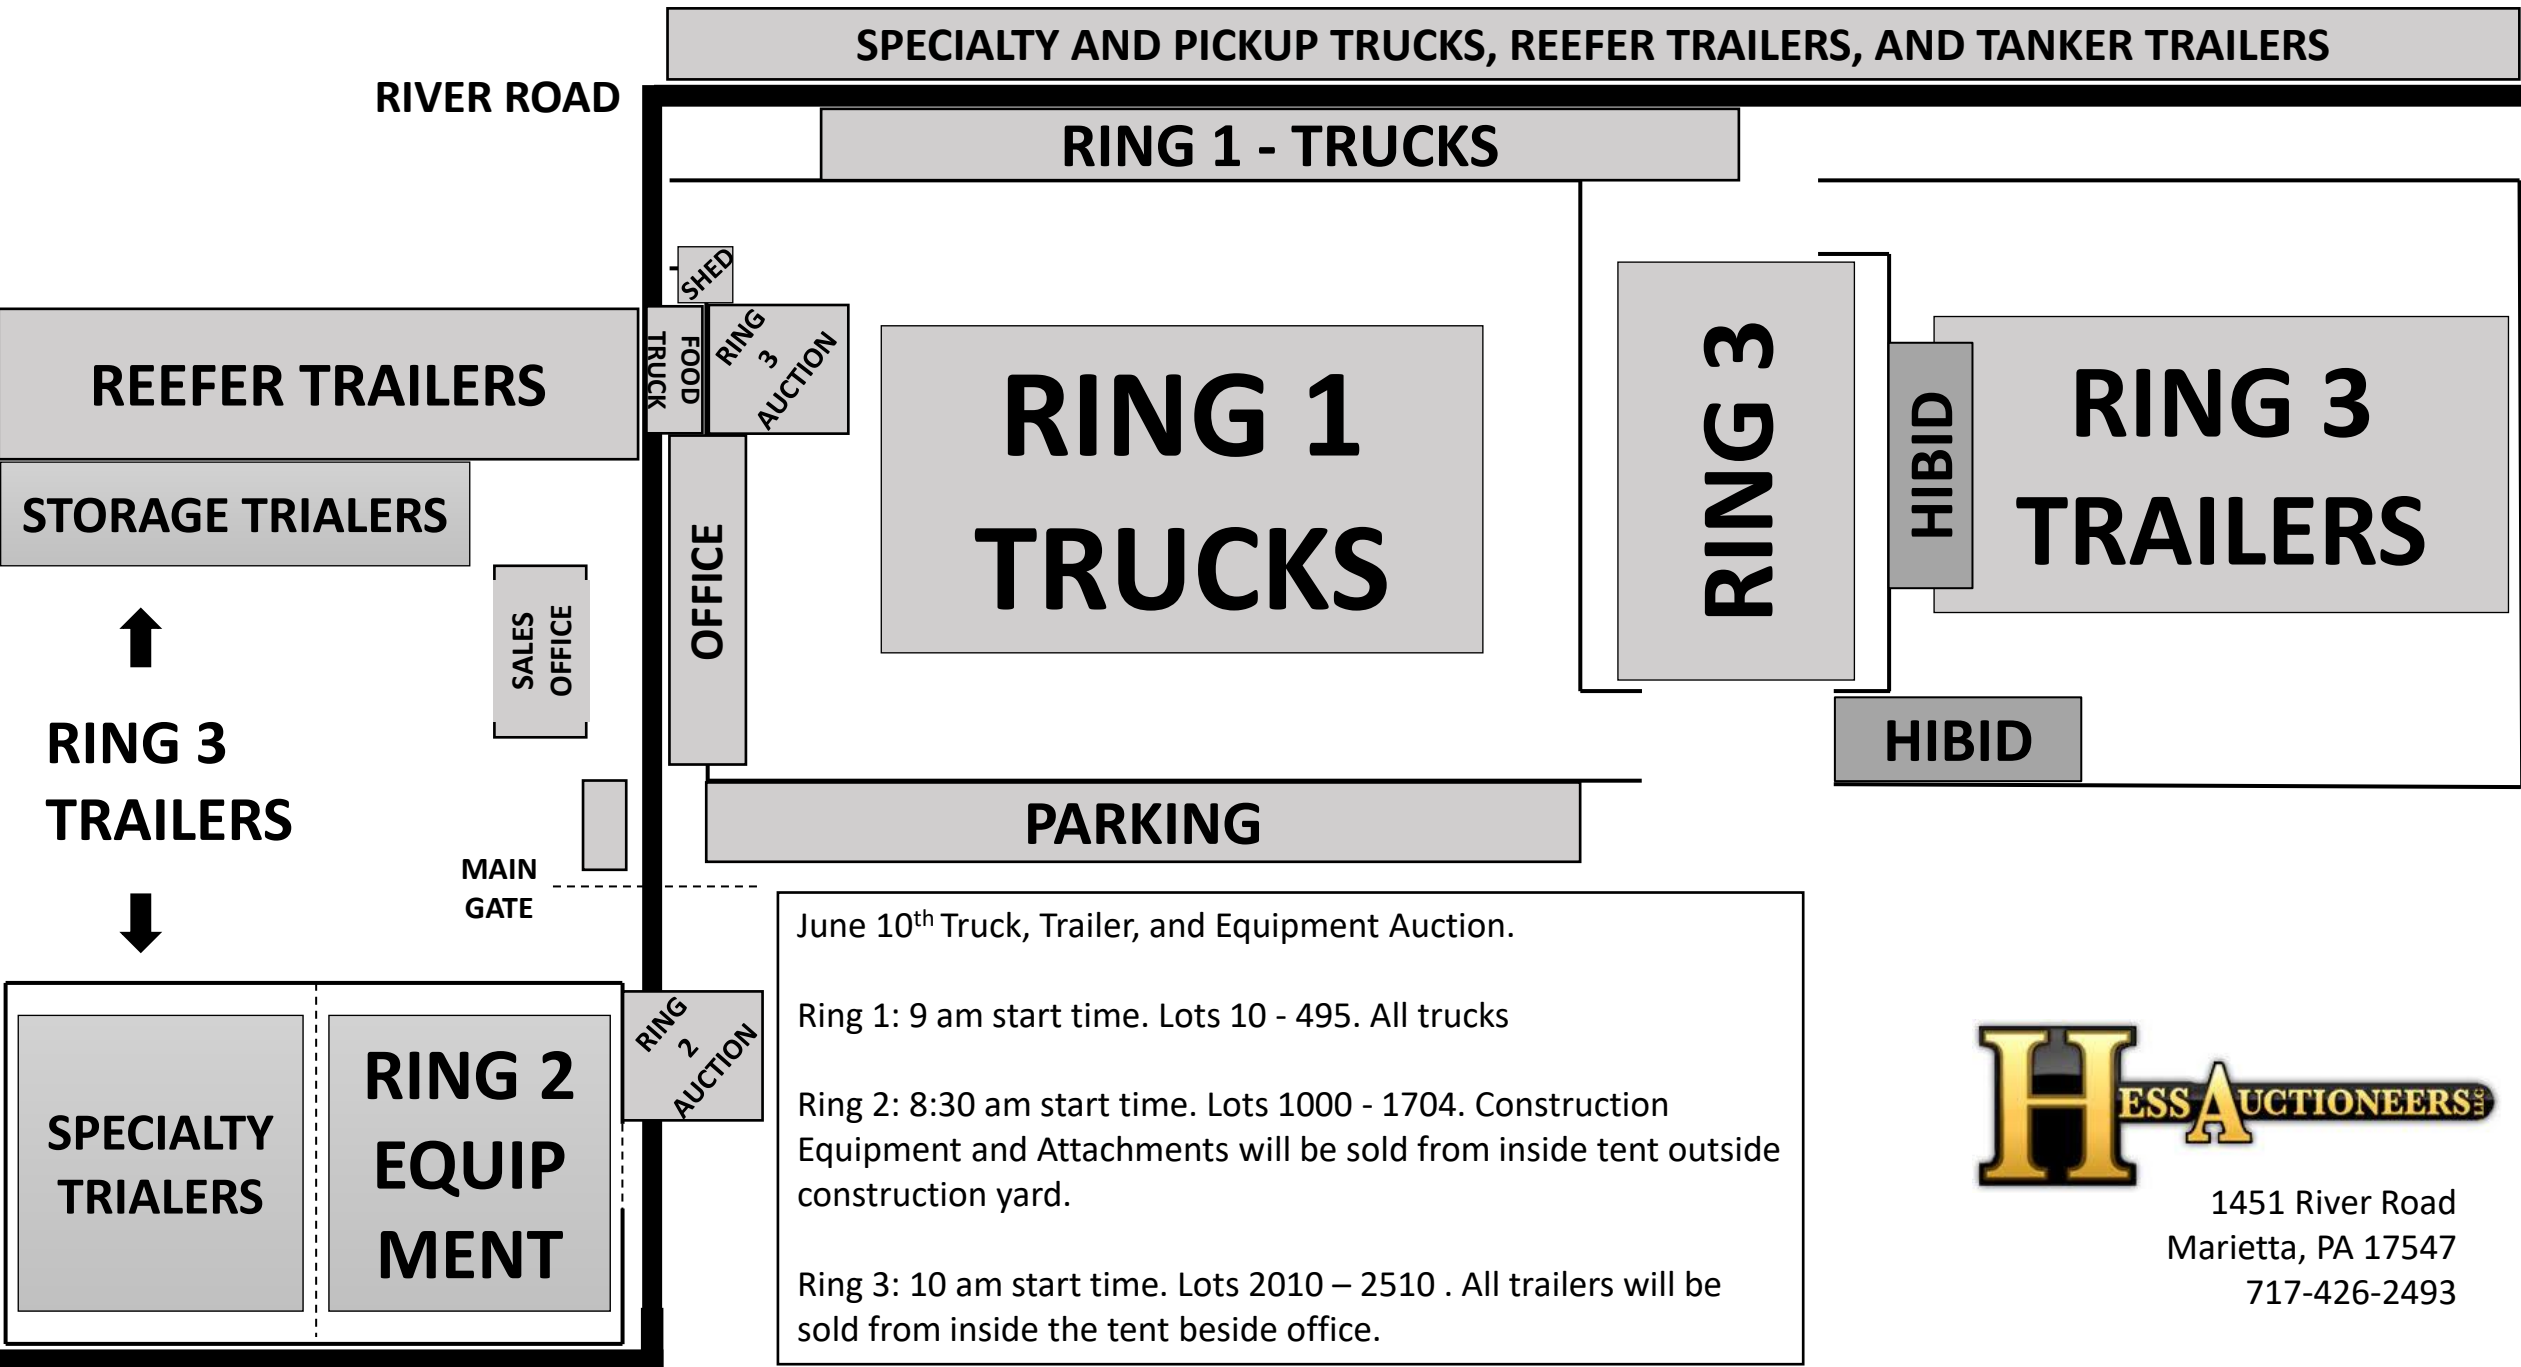 SPECIALTY AND PICKUP TRUCKS, REEFER TRAILERS, AND TANKER TRAILERS
RIVER ROAD
RING 1 - TRUCKS
SHED
REEFER TRAILERS
FOOD
TRUCK
RING
3
AUCTION
RING 1
TRUCKS
RING 3
HIBID
RING 3
TRAILERS
STORAGE TRIALERS
SALES
OFFICE
OFFICE
RING 3
TRAILERS
HIBID
PARKING
MAIN
GATE
SPECIALTY
TRIALERS
RING 2
EQUIP
MENT
RING
2
AUCTION
June 10th Truck, Trailer, and Equipment Auction.
Ring 1: 9 am start time. Lots 10 - 495. All trucks
Ring 2: 8:30 am start time. Lots 1000 - 1704. Construction
Equipment and Attachments will be sold from inside tent outside
construction yard.
Ring 3: 10 am start time. Lots 2010 – 2510 . All trailers will be
sold from inside the tent beside office.
HESS AUCTIONEERS LLC
1451 River Road
Marietta, PA 17547
717-426-2493